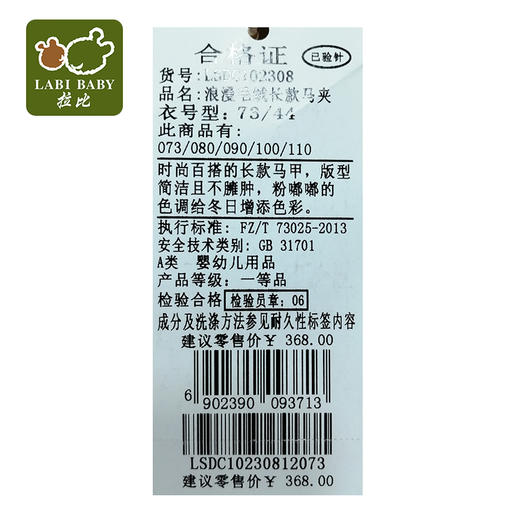 LABI BABY
拉比
合格证
已验针
货号: LSDC102308
品名: 浪漫毛绒长款马夹
衣号型: 73/44
此商品有:
073/080/090/100/110
时尚百搭的长款马甲，版型
简洁且不臃肿，粉嘟嘟的
色调给冬日增添色彩。
执行标准: FZ/T 73025-2013
安全技术类别: GB 31701
A类 婴幼儿用品
产品等级: 一等品
检验合格 检验员章: 06
成分及洗涤方法参见耐久性标签内容
建议零售价¥ 368.00
6 902390 093713
LSDC10230812073
建议零售价¥ 368.00